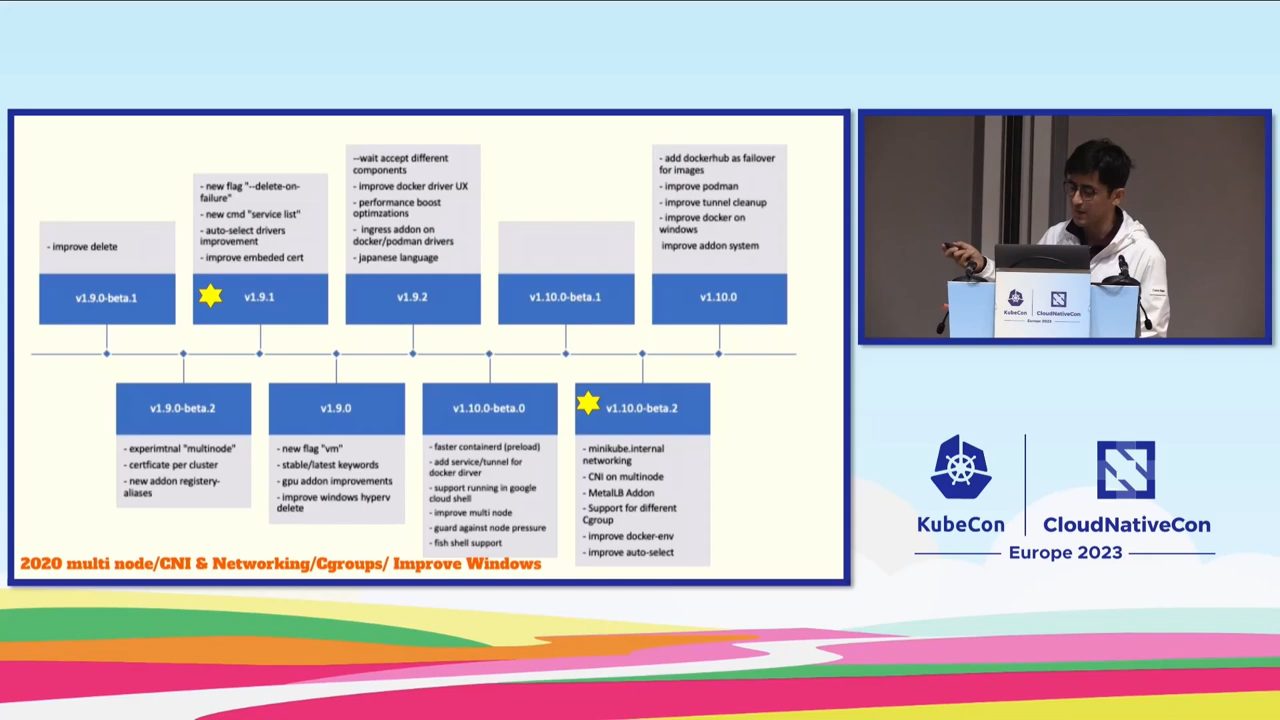 - improve delete
v1.9.0-beta.1
- new flag "--delete-on-
failure"
- new cmd "service list"
- auto-select drivers
improvement
- improve embeded cert
v1.9.1
--wait accept different
components
- improve docker driver UX
- performance boost
optimzations
- ingress addon on
docker/podman drivers
- japanese language
v1.9.2
v1.10.0-beta.1
- add dockerhub as failover
for images
- improve podman
- improve tunnel cleanup
- improve docker on
windows
improve addon system
v1.10.0
v1.9.0-beta.2
- experimtnal "multinode"
- certficate per cluster
- new addon registery-
aliases
v1.9.0
- new flag "vm"
- stable/latest keywords
- gpu addon improvements
- improve windows hyperv
delete
v1.10.0-beta.0
- faster containerd (preload)
- add service/tunnel for
docker dirver
- support running in google
cloud shell
- improve multi node
- guard against node pressure
- fish shell support
v1.10.0-beta.2
- minikube.internal
networking
- CNI on multinode
- MetalLB Addon
- Support for different
Cgroup
- improve docker-env
- improve auto-select
2020 multi node/CNI & Networking/Cgroups/ Improve Windows
KubeCon
CloudNativeCon
Europe 2023
KubeCon
CloudNativeCon
Europe 2023